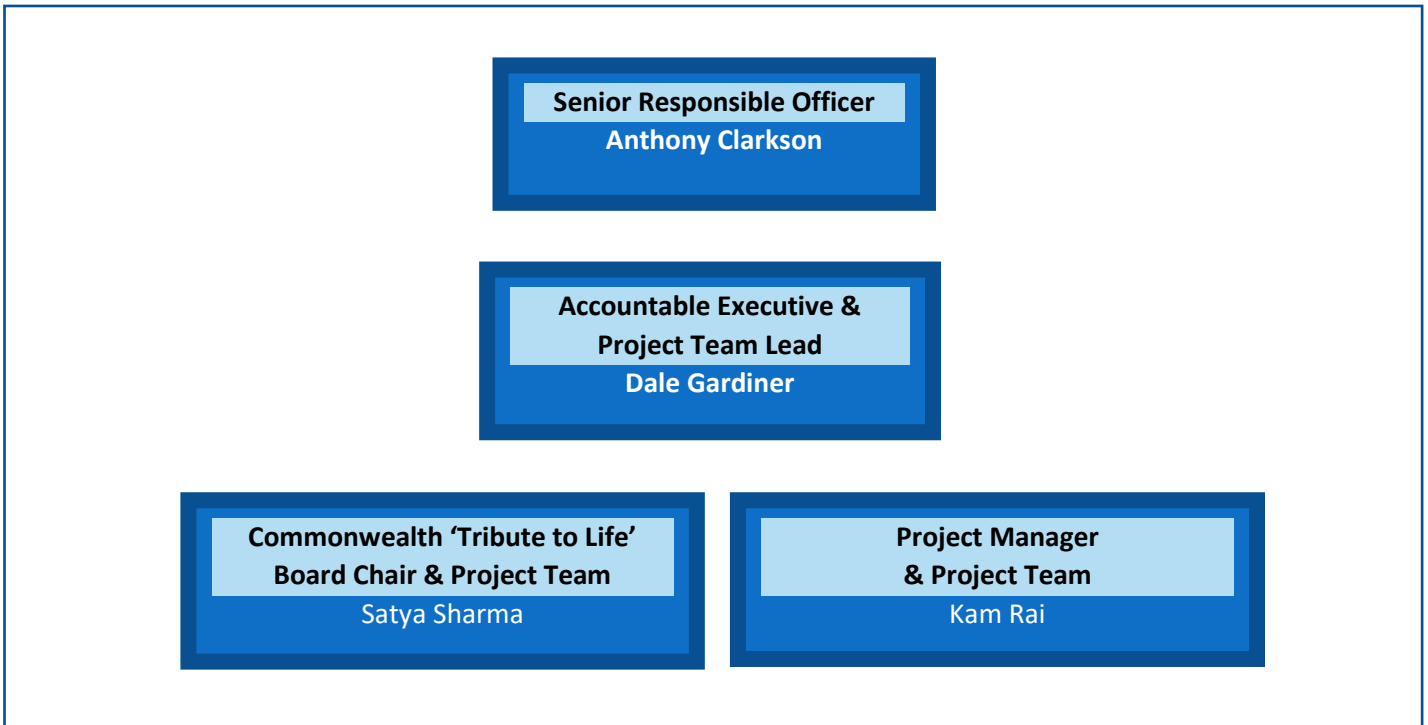 Senior Responsible Officer
Anthony Clarkson
Accountable Executive &
Project Team Lead
Dale Gardiner
Commonwealth ‘Tribute to Life’
Board Chair & Project Team
Satya Sharma
Project Manager
& Project Team
Kam Rai